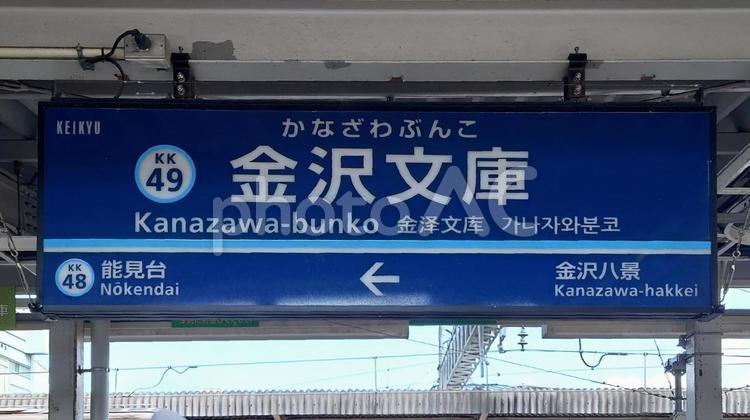 KEIKYU
かなざわぶんこ
KK
49
金沢文庫
Kanazawa-bunko 金泽文库 가나자와분코
KK
48
能見台
Nōkendai
←
金沢八景
Kanazawa-hakkei
photoAC